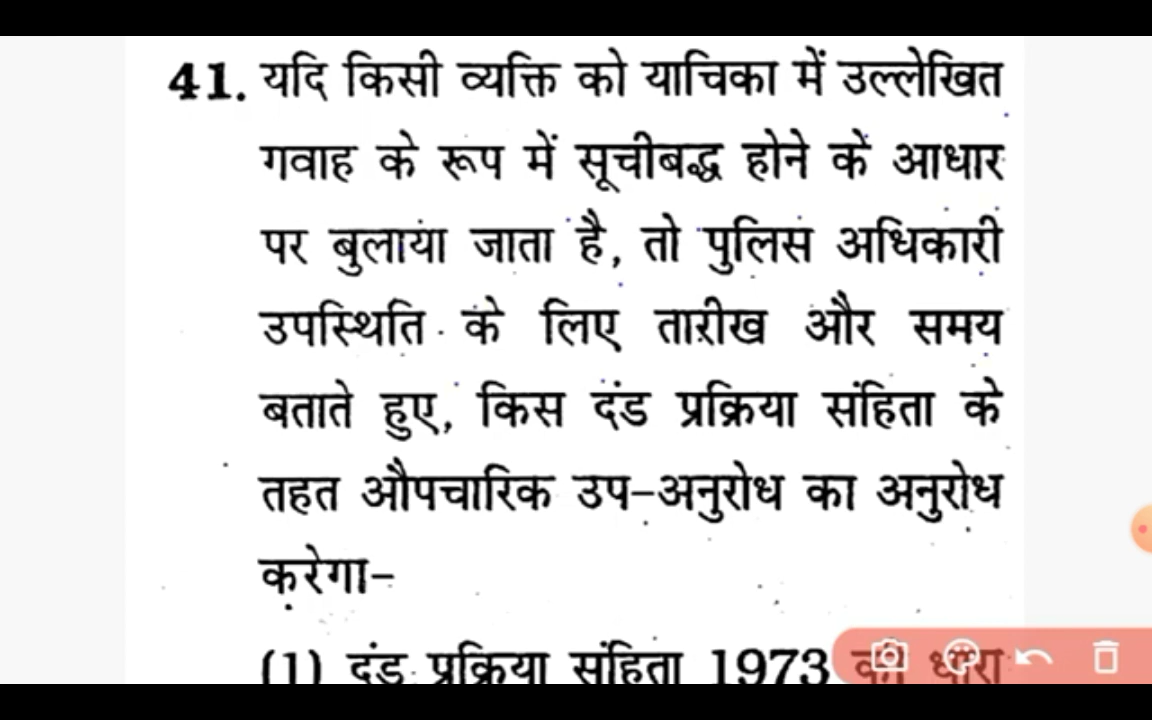 41. यदि किसी व्यक्ति को याचिका में उल्लेखित
गवाह के रूप में सूचीबद्ध होने के आधार
पर बुलाया जाता है, तो पुलिस अधिकारी
उपस्थिति के लिए तारीख और समय
बताते हुए, किस दंड प्रक्रिया संहिता के
तहत औपचारिक उप-अनुरोध का अनुरोध
करेगा-
(1) दंड प्रक्रिया संहिता 1973 की धारा